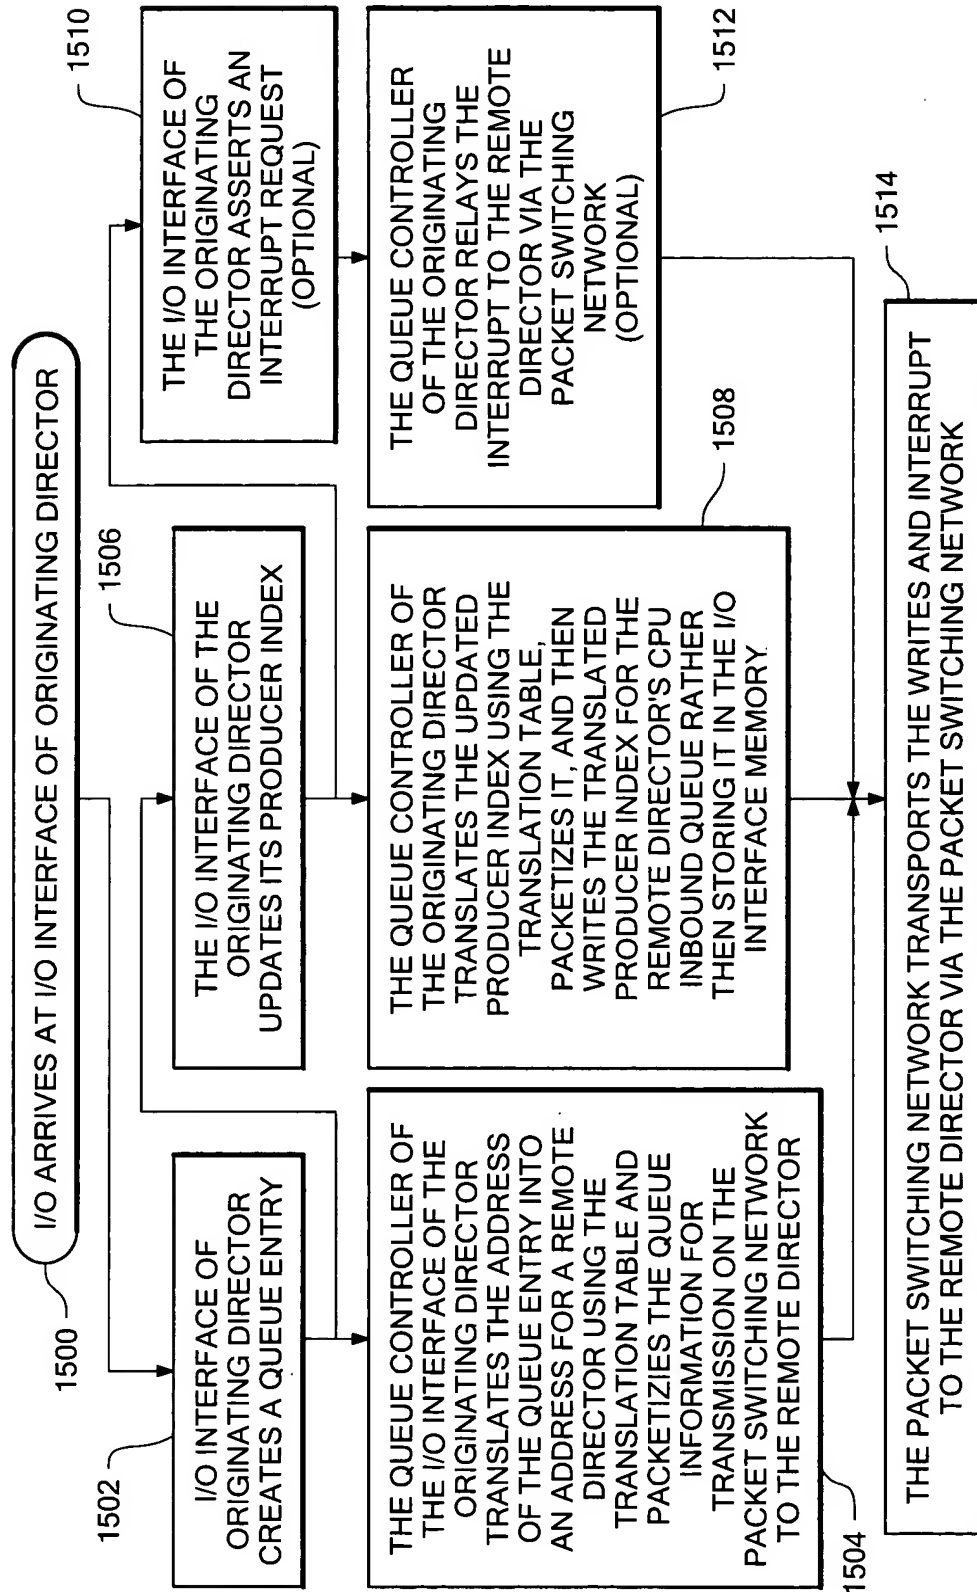 I/O ARRIVES AT I/O INTERFACE OF ORIGINATING DIRECTOR
1500
I/O INTERFACE OF
ORIGINATING DIRECTOR
CREATES A QUEUE ENTRY
1502
THE QUEUE CONTROLLER OF
THE I/O INTERFACE OF THE
ORIGINATING DIRECTOR
TRANSLATES THE ADDRESS
OF THE QUEUE ENTRY INTO
AN ADDRESS FOR A REMOTE
DIRECTOR USING THE
TRANSLATION TABLE AND
PACKETIZIES THE QUEUE
INFORMATION FOR
TRANSMISSION ON THE
PACKET SWITCHING NETWORK
TO THE REMOTE DIRECTOR
1504
THE I/O INTERFACE OF THE
ORIGINATING DIRECTOR
UPDATES ITS PRODUCER INDEX
1506
THE QUEUE CONTROLLER OF
THE ORIGINATING DIRECTOR
TRANSLATES THE UPDATED
PRODUCER INDEX USING THE
TRANSLATION TABLE,
PACKETIZES IT, AND THEN
WRITES THE TRANSLATED
PRODUCER INDEX FOR THE
REMOTE DIRECTOR'S CPU
INBOUND QUEUE RATHER
THEN STORING IT IN THE I/O
INTERFACE MEMORY.
1508
THE I/O INTERFACE OF
THE ORIGINATING
DIRECTOR ASSERTS AN
INTERRUPT REQUEST
(OPTIONAL)
1510
THE QUEUE CONTROLLER
OF THE ORIGINATING
DIRECTOR RELAYS THE
INTERRUPT TO THE REMOTE
DIRECTOR VIA THE
PACKET SWITCHING
NETWORK
(OPTIONAL)
1512
THE PACKET SWITCHING NETWORK TRANSPORTS THE WRITES AND INTERRUPT
TO THE REMOTE DIRECTOR VIA THE PACKET SWITCHING NETWORK
1514